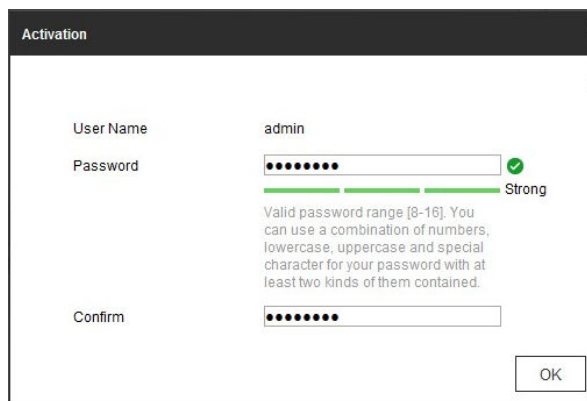 Activation
User Name admin
Password ●●●●●●●●
Strong
Valid password range [8-16]. You
can use a combination of numbers,
lowercase, uppercase and special
character for your password with at
least two kinds of them contained.
Confirm ●●●●●●●●
OK